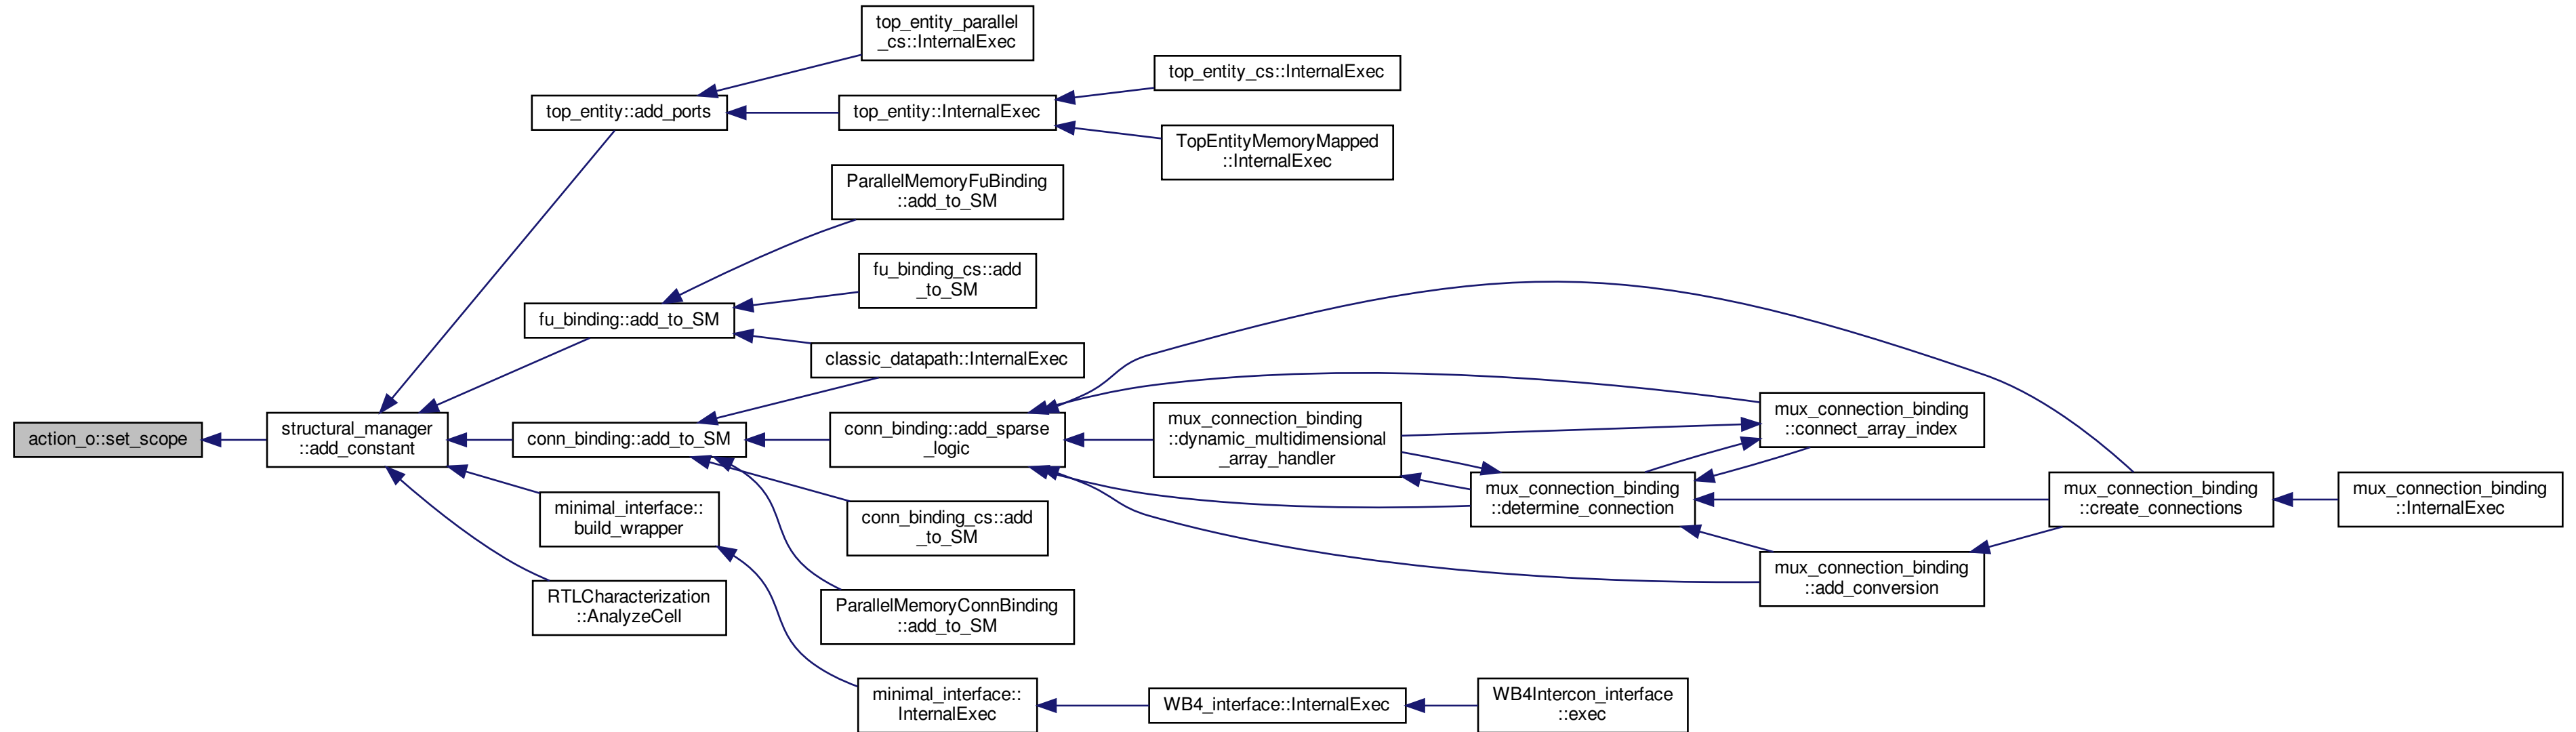 top_entity_parallel
_cs::InternalExec
top_entity_cs::InternalExec
top_entity::add_ports
top_entity::InternalExec
TopEntityMemoryMapped
::InternalExec
ParallelMemoryFuBinding
::add_to_SM
fu_binding_cs::add
_to_SM
fu_binding::add_to_SM
classic_datapath::InternalExec
action_o::set_scope
structural_manager
::add_constant
conn_binding::add_to_SM
conn_binding::add_sparse
_logic
mux_connection_binding
::dynamic_multidimensional
_array_handler
mux_connection_binding
::connect_array_index
mux_connection_binding
::determine_connection
mux_connection_binding
::create_connections
mux_connection_binding
::InternalExec
minimal_interface::
build_wrapper
conn_binding_cs::add
_to_SM
mux_connection_binding
::add_conversion
RTLCharacterization
::AnalyzeCell
ParallelMemoryConnBinding
::add_to_SM
minimal_interface::
InternalExec
WB4_interface::InternalExec
WB4Intercon_interface
::exec